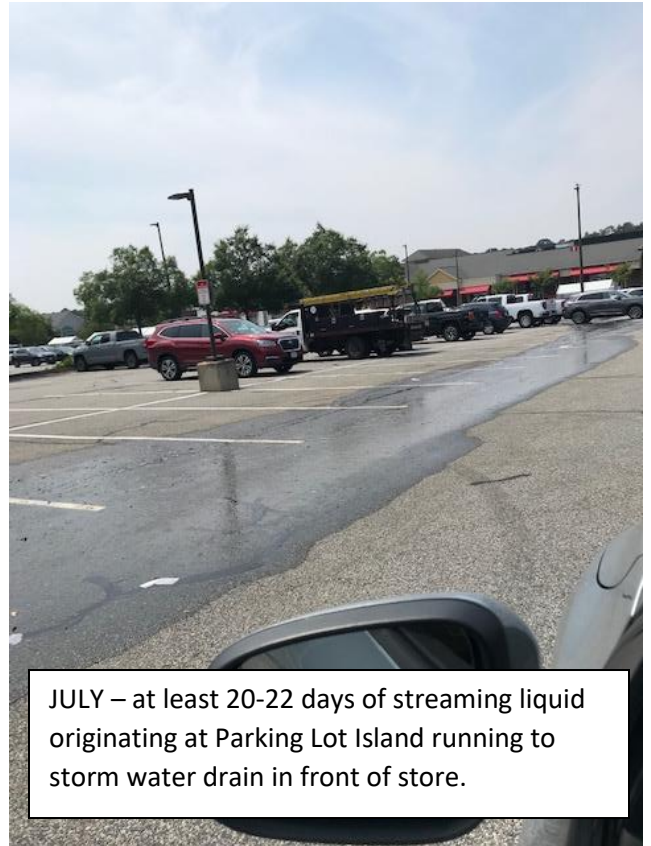 JULY – at least 20-22 days of streaming liquid
originating at Parking Lot Island running to
storm water drain in front of store.